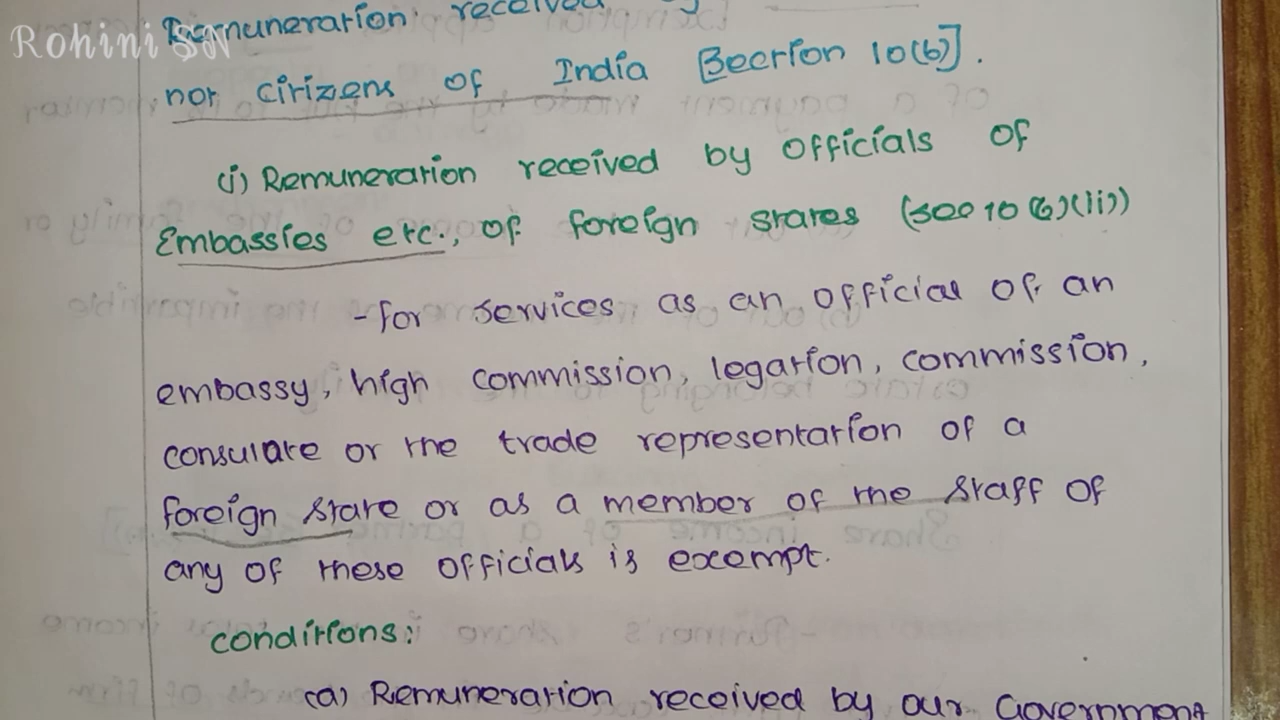 Rohini SN
Remuneration received
not citizens of India [Section 10(6)].
(i) Remuneration received by officials of
Embassies etc., of foreign states (sec 10 (6)(ii))
- for services as an official of an
embassy, high commission, legation, commission,
consulate or the trade representation of a
foreign state or as a member of the staff of
any of these officials is exempt.
conditions:
(a) Remuneration received by our Government